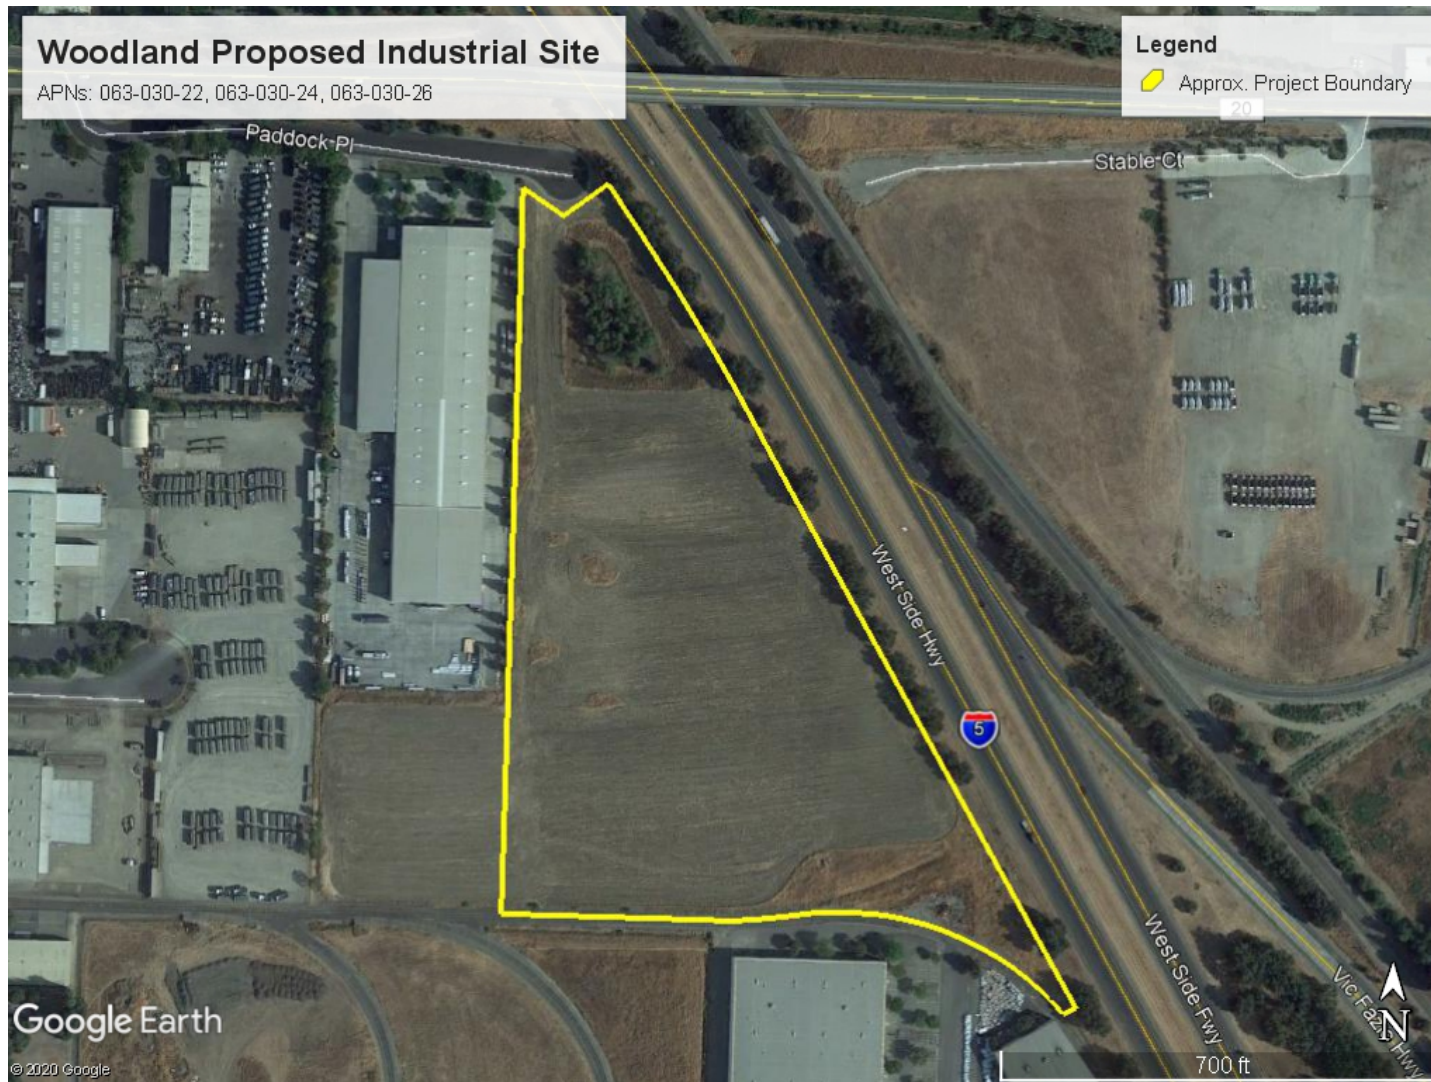 Woodland Proposed Industrial Site
APNs: 063-030-22, 063-030-24, 063-030-26
Legend
Approx. Project Boundary
20
Paddock Pl
Stable Ct
West Side Hwy
5
West Side Fwy
Vic Fazio Hwy
N
700 ft
Google Earth
© 2020 Google